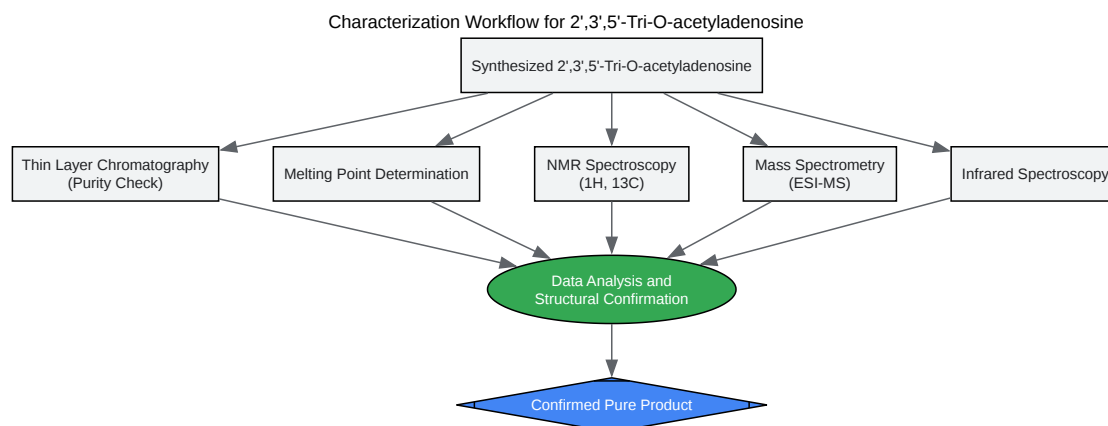 Characterization Workflow for 2',3',5'-Tri-O-acetyladenosine
Synthesized 2',3',5'-Tri-O-acetyladenosine
Thin Layer Chromatography
(Purity Check)
Melting Point Determination
NMR Spectroscopy
(1H, 13C)
Mass Spectrometry
(ESI-MS)
Infrared Spectroscopy
Data Analysis and
Structural Confirmation
Confirmed Pure Product